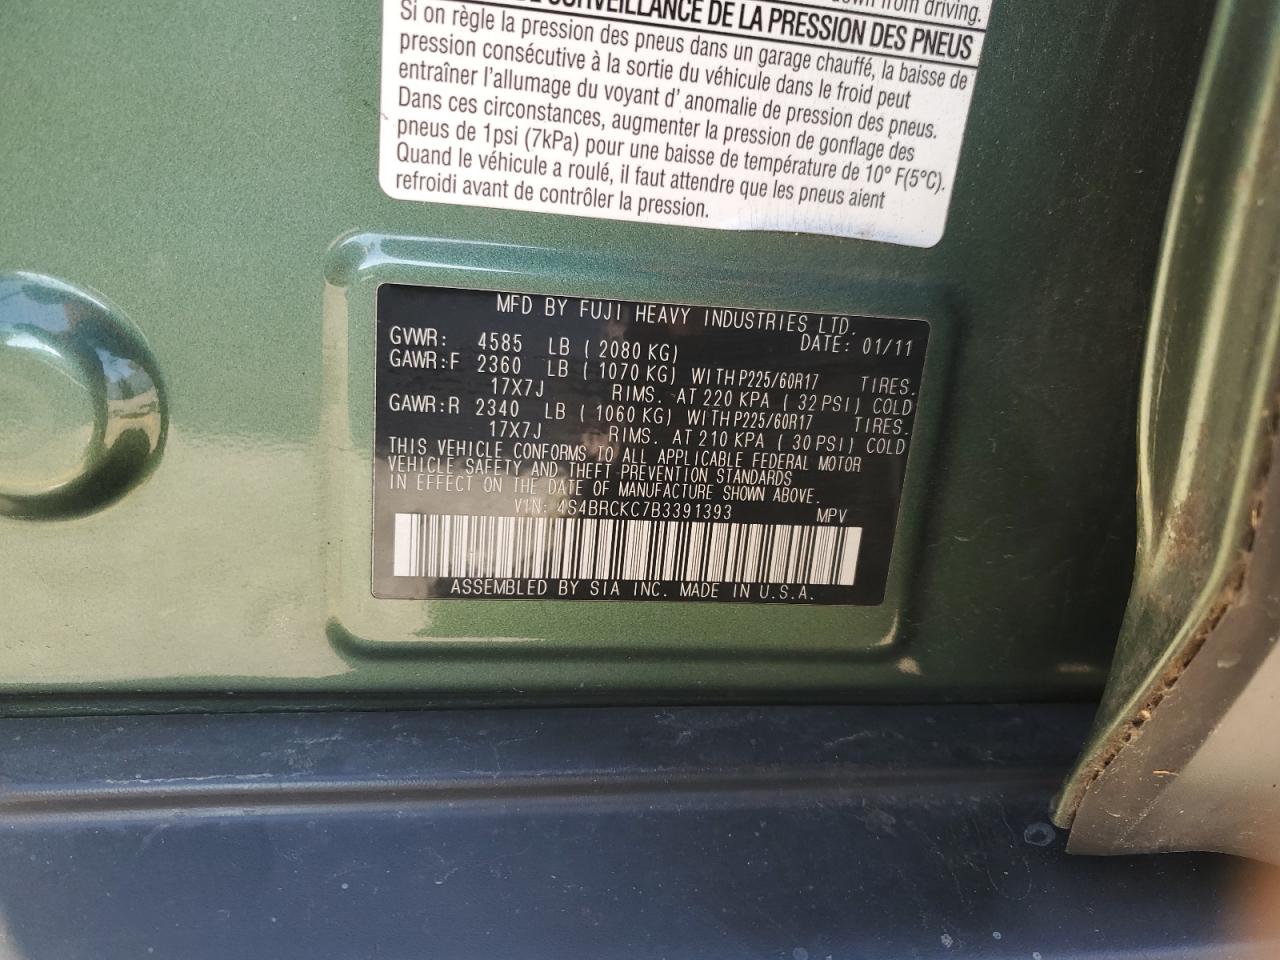 down from driving.
SURVEILLANCE DE LA PRESSION DES PNEUS
Si on règle la pression des pneus dans un garage chauffé, la baisse de
pression consécutive à la sortie du véhicule dans le froid peut
entraîner l'allumage du voyant d' anomalie de pression des pneus.
Dans ces circonstances, augmenter la pression de gonflage des
pneus de 1psi (7kPa) pour une baisse de température de 10° F(5°C).
Quand le véhicule a roulé, il faut attendre que les pneus aient
refroidi avant de contrôler la pression.
MFD BY FUJI HEAVY INDUSTRIES LTD.
GVWR: 4585 LB ( 2080 KG) DATE: 01/11
GAWR:F 2360 LB ( 1070 KG) WITH P225/60R17 TIRES.
17X7J RIMS. AT 220 KPA ( 32 PSI) COLD
GAWR:R 2340 LB ( 1060 KG) WITH P225/60R17 TIRES.
17X7J RIMS. AT 210 KPA ( 30 PSI) COLD
THIS VEHICLE CONFORMS TO ALL APPLICABLE FEDERAL MOTOR
VEHICLE SAFETY AND THEFT PREVENTION STANDARDS
IN EFFECT ON THE DATE OF MANUFACTURE SHOWN ABOVE.
VIN: 4S4BRCKC7B3391393 MPV
ASSEMBLED BY SIA INC. MADE IN U.S.A.